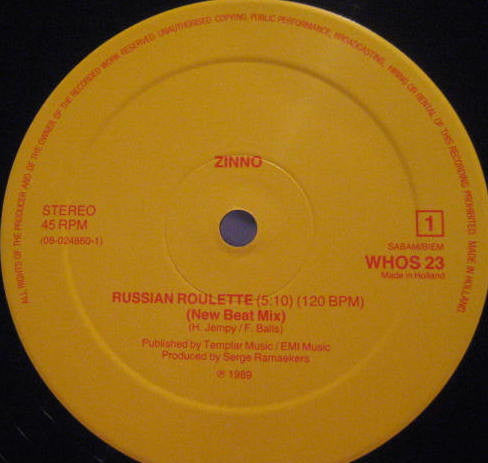 ALL RIGHTS OF THE PRODUCER AND OF THE OWNER OF THE RECORDED WORK RESERVED. UNAUTHORISED COPYING, PUBLIC PERFORMANCE, BROADCASTING, HIRING OR RENTAL OF THIS RECORDING PROHIBITED. MADE IN HOLLAND
ZINNO
STEREO
45 RPM
(08-024860-1)
1
SABAM/BIEM
WHOS 23
Made in Holland
RUSSIAN ROULETTE (5:10) (120 BPM)
(New Beat Mix)
(H. Jempy / F. Balls)
Published by Templar Music / EMI Music
Produced by Serge Ramaekers
℗ 1989